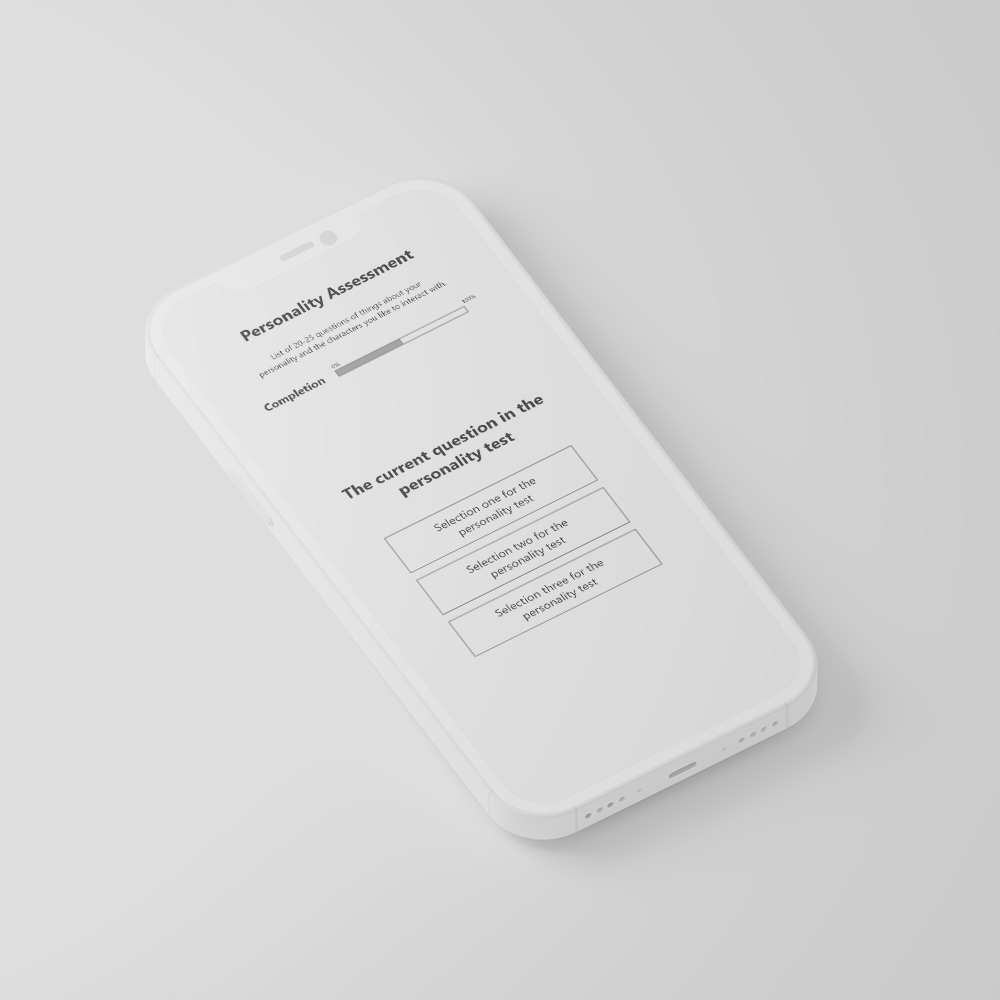 Personality Assessment
List of 20-25 questions of things about your
personality and the characters you like to interact with.
Completion
0%
100%
The current question in the
personality test
Selection one for the
personality test
Selection two for the
personality test
Selection three for the
personality test